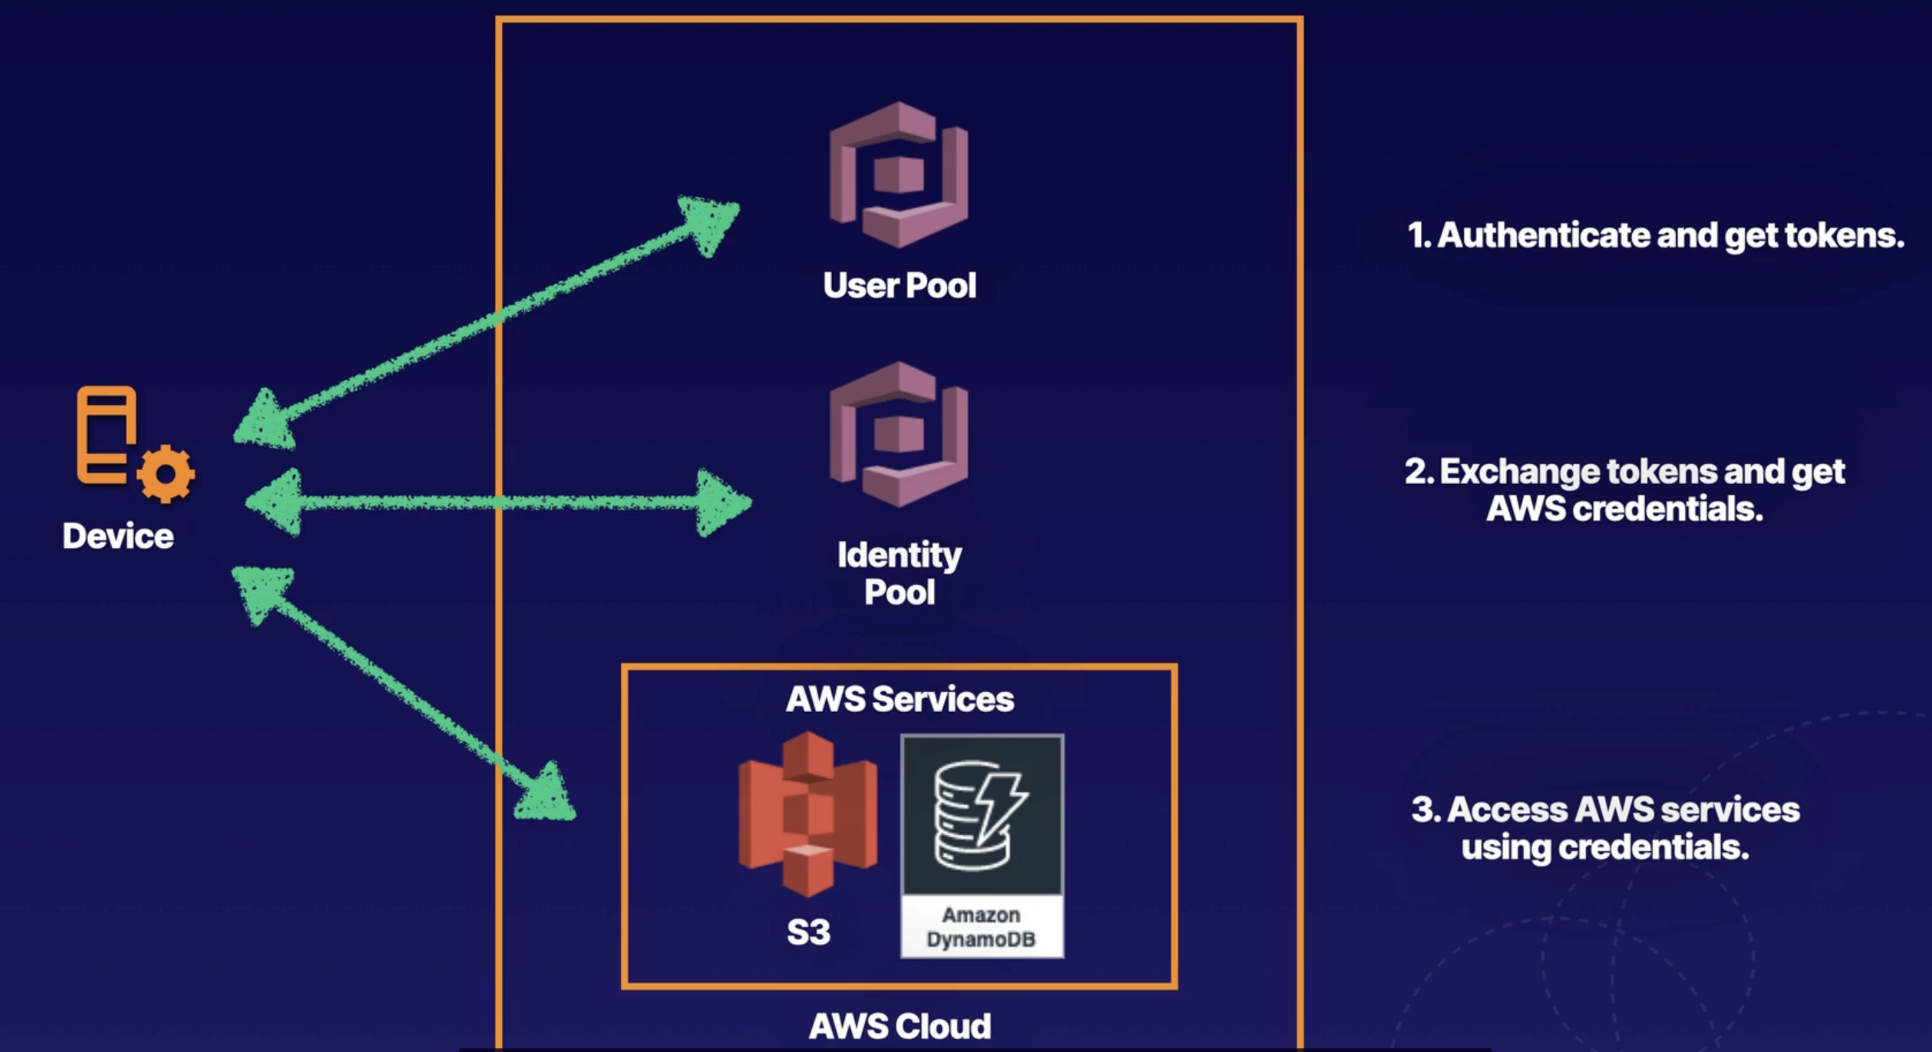 User Pool
1. Authenticate and get tokens.
Device
Identity
Pool
2. Exchange tokens and get
AWS credentials.
AWS Services
S3
Amazon
DynamoDB
3. Access AWS services
using credentials.
AWS Cloud